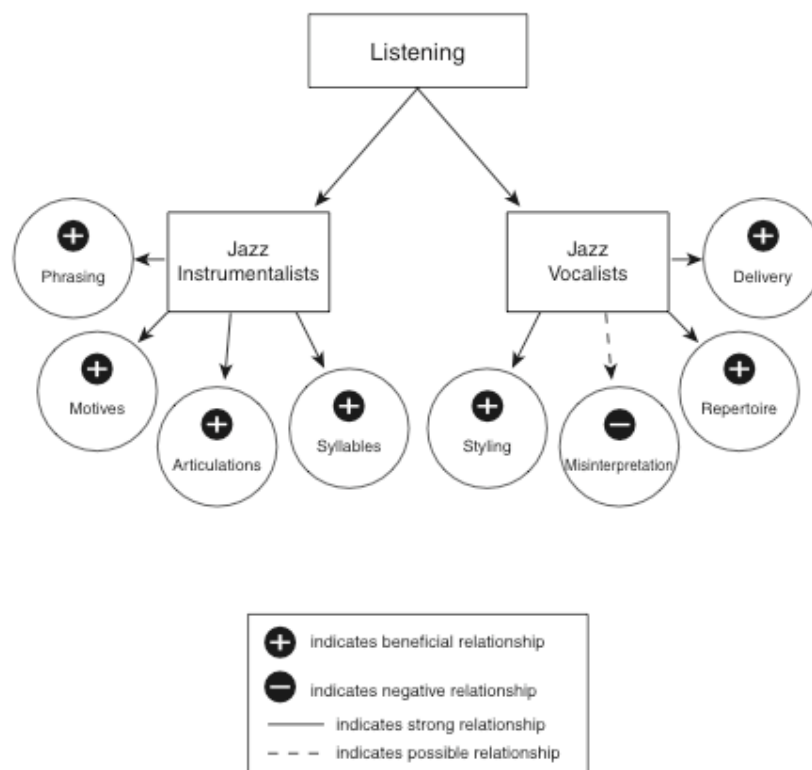 Listening
Jazz
Instrumentalists
Jazz
Vocalists
Phrasing
Delivery
Motives
Articulations
Syllables
Styling
Misinterpretation
Repertoire
indicates beneficial relationship
indicates negative relationship
indicates strong relationship
indicates possible relationship